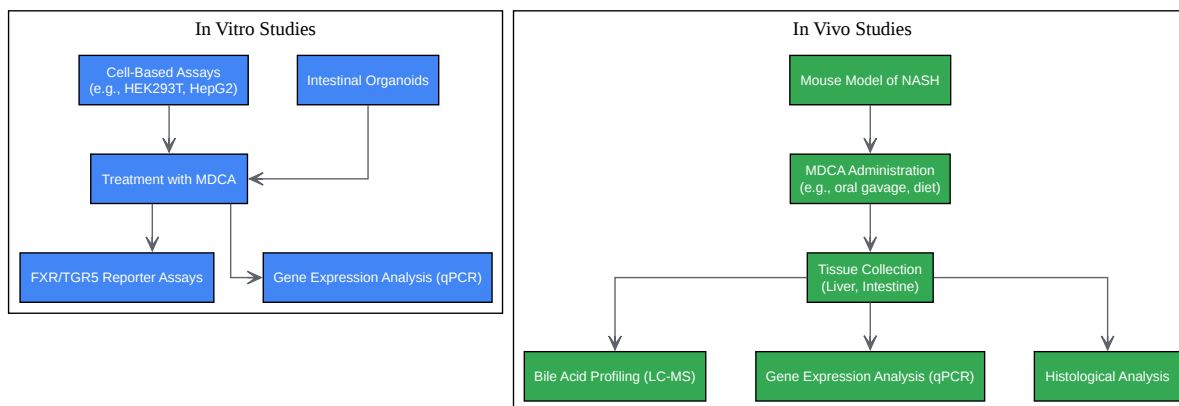 In Vitro Studies
Cell-Based Assays
(e.g., HEK293T, HepG2)
Intestinal Organoids
Treatment with MDCA
FXR/TGR5 Reporter Assays
Gene Expression Analysis (qPCR)
In Vivo Studies
Mouse Model of NASH
MDCA Administration
(e.g., oral gavage, diet)
Tissue Collection
(Liver, Intestine)
Bile Acid Profiling (LC-MS)
Gene Expression Analysis (qPCR)
Histological Analysis